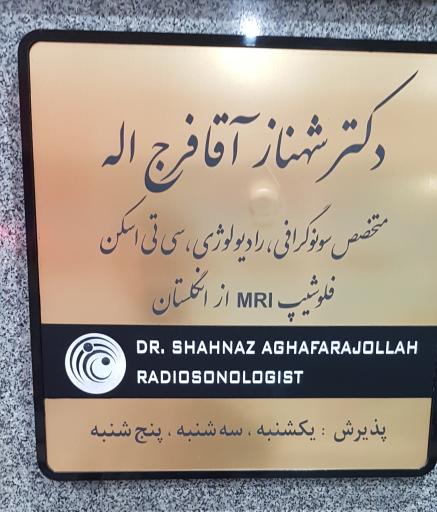 دکتر شهناز آقافرج اله
متخصص سونوگرافی، رادیولوژی، سی تی اسکن
فلوشیپ MRI از انگلستان
DR. SHAHNAZ AGHAFARAJOLLAH
RADIOSONOLOGIST
پذیرش : یکشنبه ، سه شنبه ، پنج شنبه